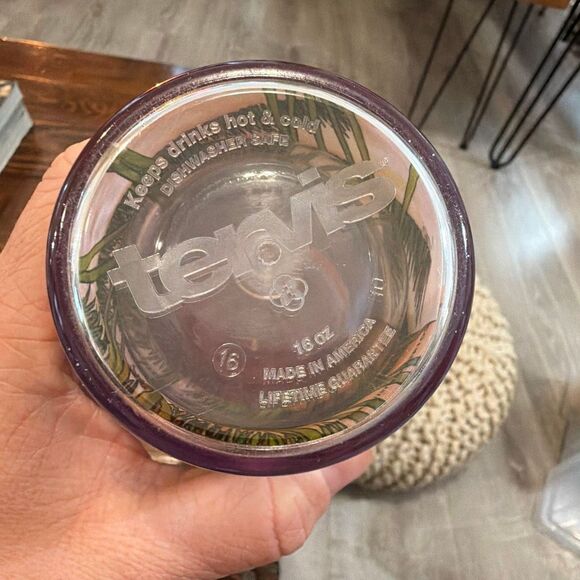 Keeps drinks hot & cold
DISHWASHER SAFE
tervis®
16 OZ
16
MADE IN AMERICA
LIFETIME GUARANTEE